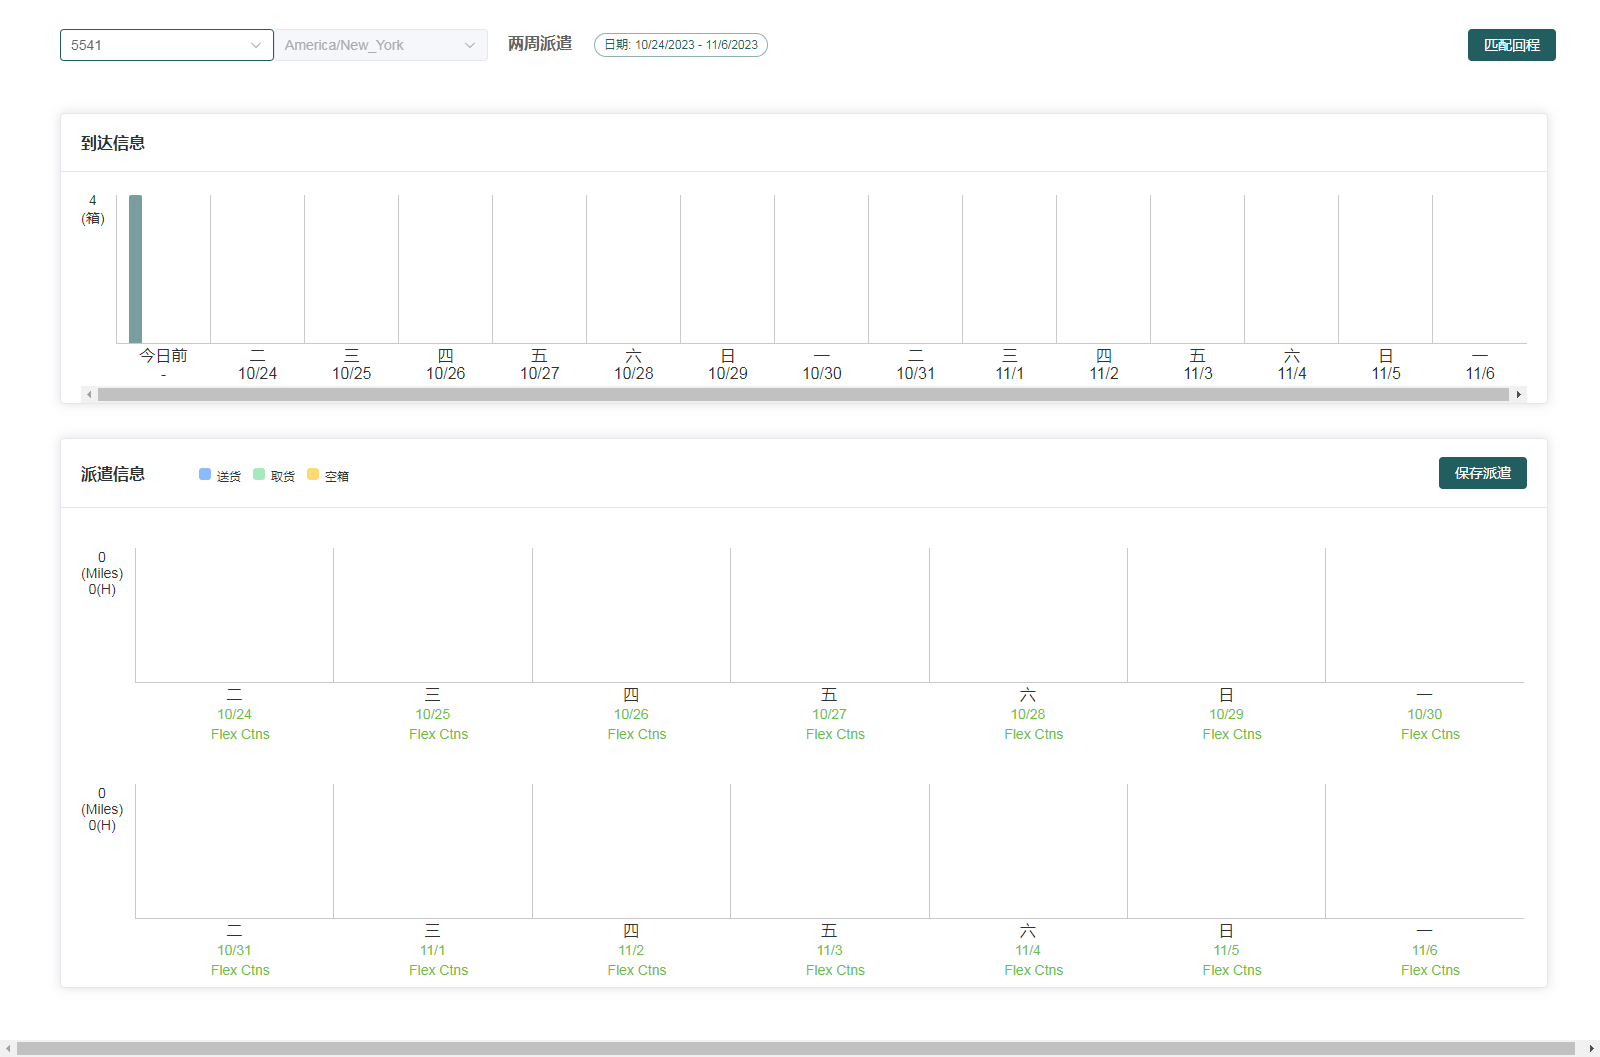 5541 America/New_York 两周派遣 日期: 10/24/2023 - 11/6/2023 匹配回程
到达信息
4
(箱)
今日前 二 三 四 五 六 日 一 二 三 四 五 六 日 一
- 10/24 10/25 10/26 10/27 10/28 10/29 10/30 10/31 11/1 11/2 11/3 11/4 11/5 11/6
派遣信息 送货 取货 空箱 保存派遣
0
(Miles)
0(H)
二 三 四 五 六 日 一
10/24 10/25 10/26 10/27 10/28 10/29 10/30
Flex Ctns Flex Ctns Flex Ctns Flex Ctns Flex Ctns Flex Ctns Flex Ctns
0
(Miles)
0(H)
二 三 四 五 六 日 一
10/31 11/1 11/2 11/3 11/4 11/5 11/6
Flex Ctns Flex Ctns Flex Ctns Flex Ctns Flex Ctns Flex Ctns Flex Ctns